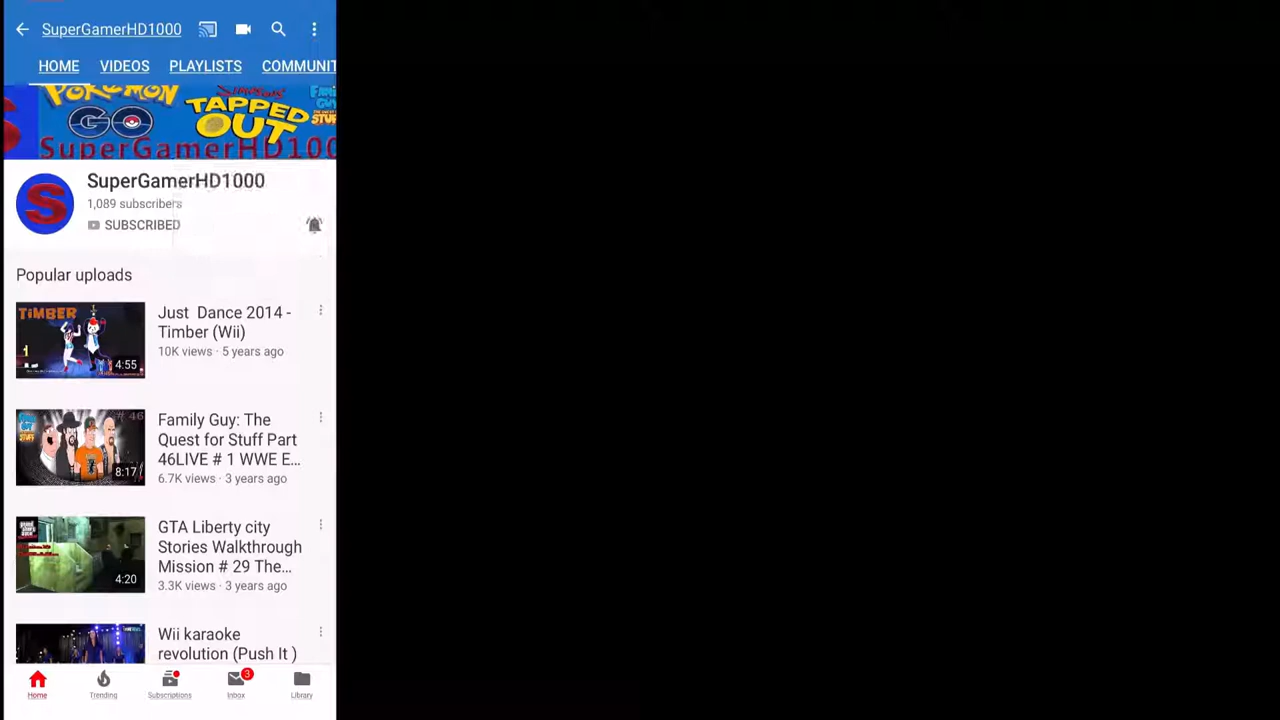 SuperGamerHD1000
HOME VIDEOS PLAYLISTS COMMUNIT
POKEMON
GO
TAPPED
OUT
SuperGamerHD100
SuperGamerHD1000
1,089 subscribers
SUBSCRIBED
Popular uploads
TiMBER
4:55
Just Dance 2014 -
Timber (Wii)
10K views · 5 years ago
# 46
8:17
Family Guy: The
Quest for Stuff Part
46LIVE # 1 WWE E...
6.7K views · 3 years ago
4:20
GTA Liberty city
Stories Walkthrough
Mission # 29 The...
3.3K views · 3 years ago
Wii karaoke
revolution (Push It )
3
Home Trending Subscriptions Inbox Library